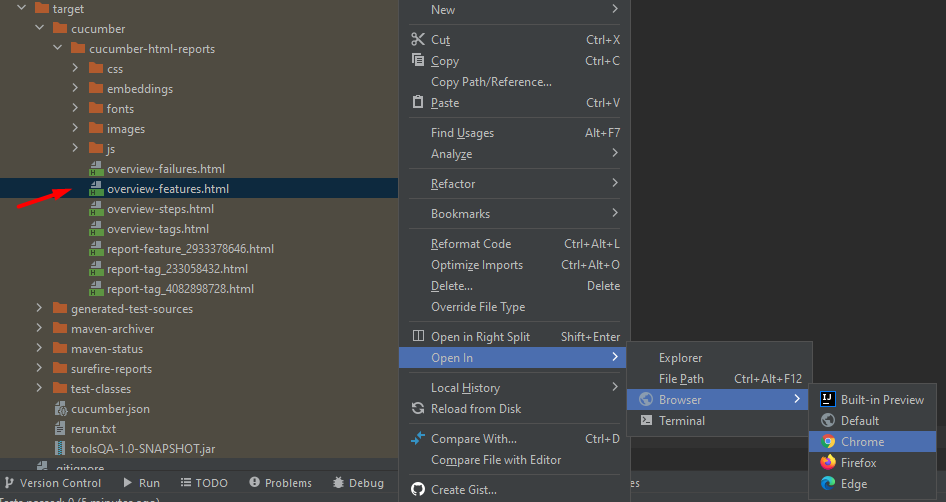 target
cucumber
cucumber-html-reports
css
embeddings
fonts
images
js
overview-failures.html
overview-features.html
overview-steps.html
overview-tags.html
report-feature_2933378646.html
report-tag_233058432.html
report-tag_4082898728.html
generated-test-sources
maven-archiver
maven-status
surefire-reports
test-classes
cucumber.json
rerun.txt
toolsQA-1.0-SNAPSHOT.jar
.gitignore
New
Cut Ctrl+X
Copy Ctrl+C
Copy Path/Reference...
Paste Ctrl+V
Find Usages Alt+F7
Analyze
Refactor
Bookmarks
Reformat Code Ctrl+Alt+L
Optimize Imports Ctrl+Alt+O
Delete... Delete
Override File Type
Open in Right Split Shift+Enter
Open In
Local History
Reload from Disk
Compare With... Ctrl+D
Compare File with Editor
Create Gist...
Explorer
File Path Ctrl+Alt+F12
Browser
Terminal
Built-in Preview
Default
Chrome
Firefox
Edge
Version Control Run TODO Problems Debug
Tests passed: 0 (5 minutes ago)